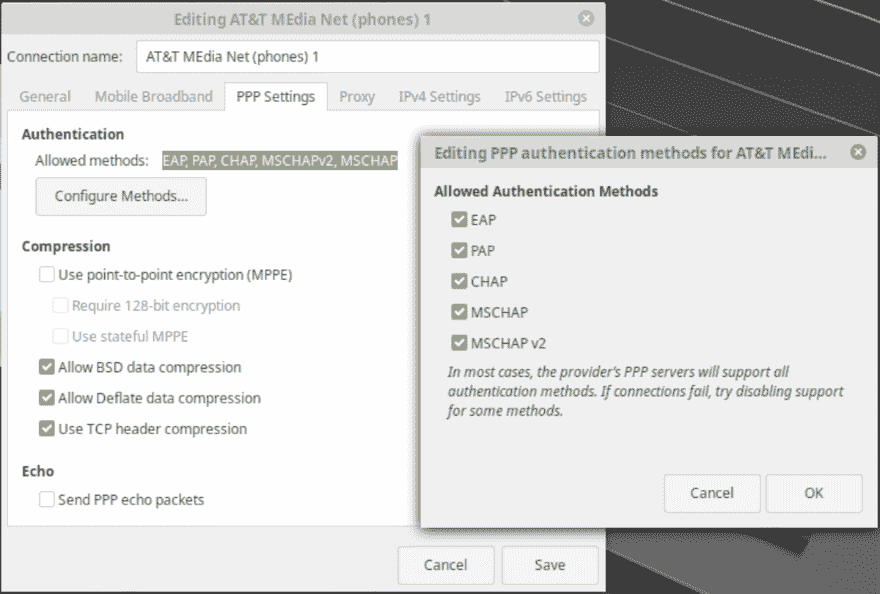 Editing AT&T MEdia Net (phones) 1
Connection name: AT&T MEdia Net (phones) 1
General Mobile Broadband PPP Settings Proxy IPv4 Settings IPv6 Settings
Authentication
Allowed methods: EAP, PAP, CHAP, MSCHAPv2, MSCHAP
Configure Methods...
Compression
Use point-to-point encryption (MPPE)
Require 128-bit encryption
Use stateful MPPE
Allow BSD data compression
Allow Deflate data compression
Use TCP header compression
Echo
Send PPP echo packets
Cancel Save
Editing PPP authentication methods for AT&T MEdi...
Allowed Authentication Methods
EAP
PAP
CHAP
MSCHAP
MSCHAP v2
In most cases, the provider's PPP servers will support all
authentication methods. If connections fail, try disabling support
for some methods.
Cancel OK